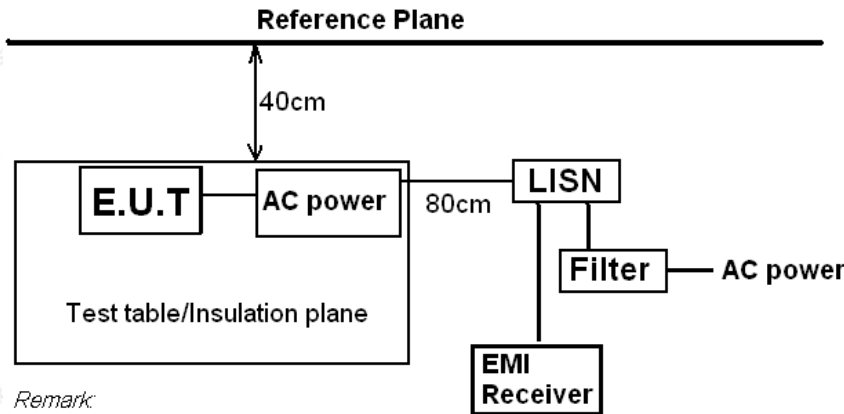 Reference Plane
40cm
E.U.T
AC power
80cm
LISN
Filter
AC power
Test table/Insulation plane
EMI
Receiver
Remark: